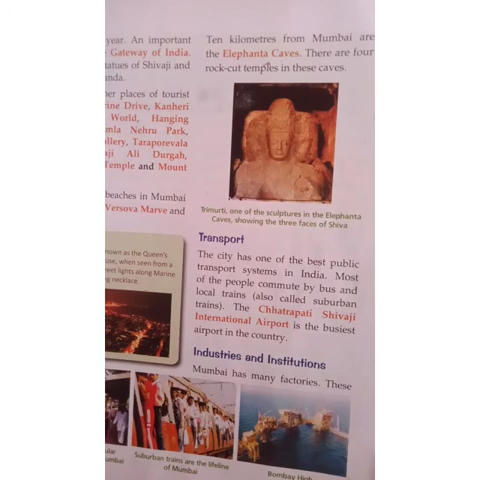 year. An important
Gateway of India.
tatues of Shivaji and
nda.
er places of tourist
rine Drive, Kanheri
World, Hanging
mla Nehru Park,
llery, Taraporevala
aji Ali Durgah,
Temple and Mount
beaches in Mumbai
Versova Marve and
nown as the Queen's
use, when seen from a
reet lights along Marine
ng necklace.
ular
umbai
Ten kilometres from Mumbai are
the Elephanta Caves. There are four
rock-cut temples in these caves.
Trimurti, one of the sculptures in the Elephanta
Caves, showing the three faces of Shiva
Transport
The city has one of the best public
transport systems in India. Most
of the people commute by bus and
local trains (also called suburban
trains). The Chhatrapati Shivaji
International Airport is the busiest
airport in the country.
Industries and Institutions
Mumbai has many factories. These
Suburban trains are the lifeline
of Mumbai
Bombay High